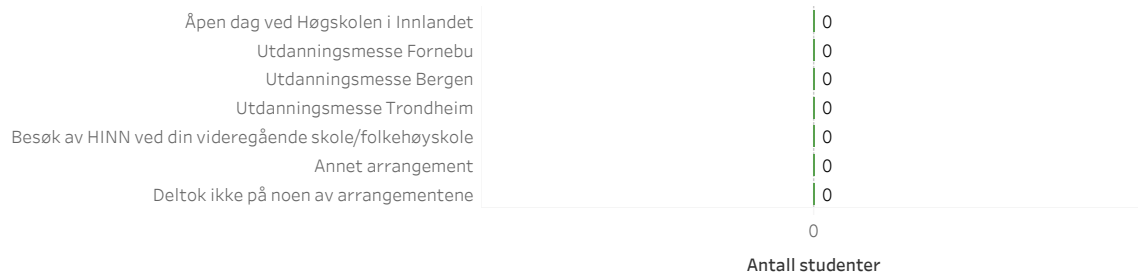 Åpen dag ved Høgskolen i Innlandet 0
Utdanningsmesse Fornebu 0
Utdanningsmesse Bergen 0
Utdanningsmesse Trondheim 0
Besøk av HINN ved din videregående skole/folkehøyskole 0
Annet arrangement 0
Deltok ikke på noen av arrangementene 0
0
Antall studenter